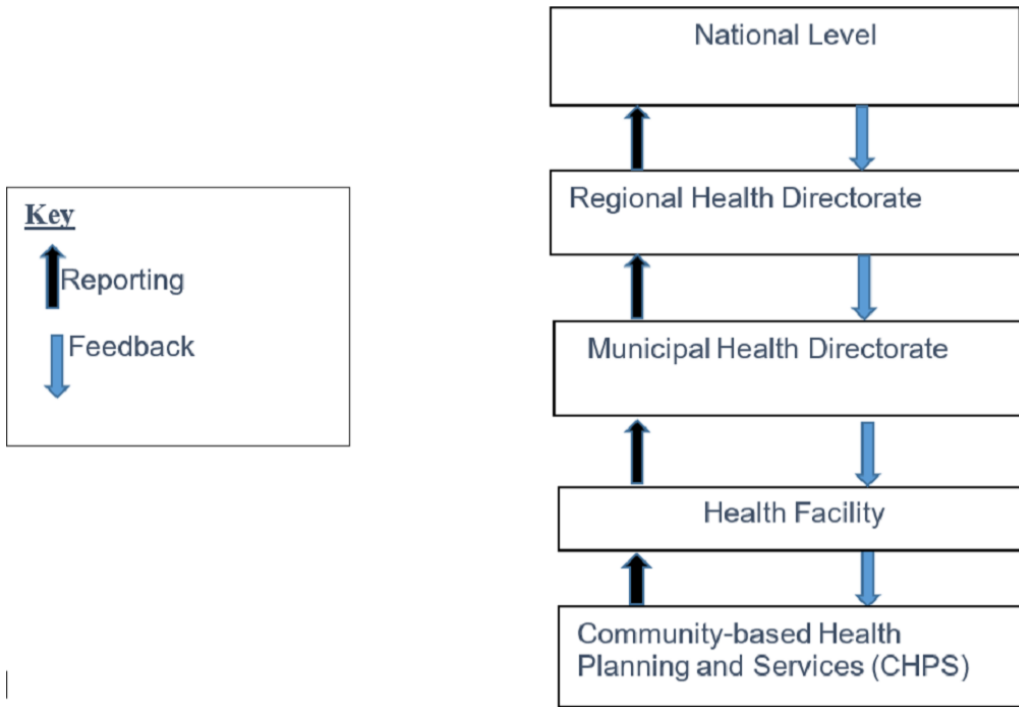 National Level
Regional Health Directorate
Key
Reporting
Municipal Health Directorate
Feedback
Health Facility
Community-based Health
Planning and Services (CHPS)